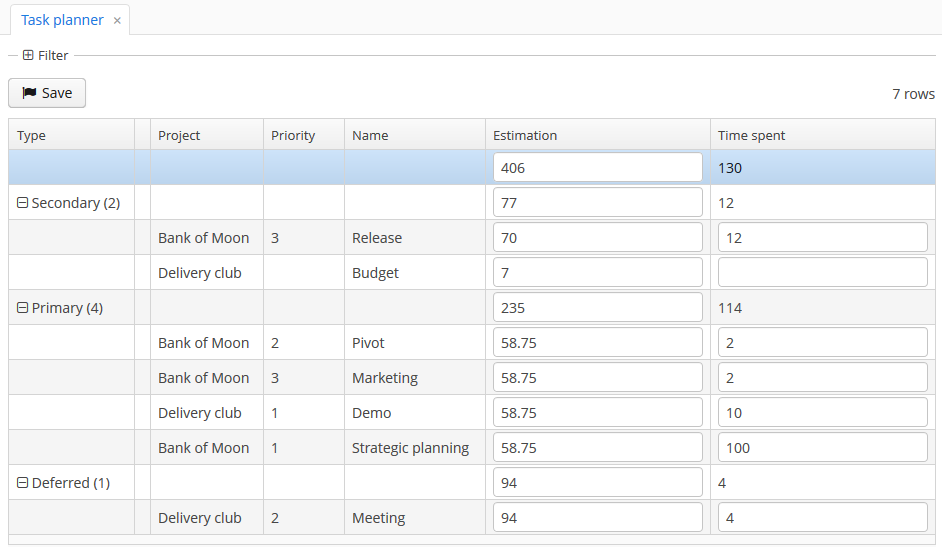 Task planner ×
Filter
Save
7 rows
Type Project Priority Name Estimation Time spent
406 130
Secondary (2) 77 12
Bank of Moon 3 Release 70 12
Delivery club Budget 7
Primary (4) 235 114
Bank of Moon 2 Pivot 58.75 2
Bank of Moon 3 Marketing 58.75 2
Delivery club 1 Demo 58.75 10
Bank of Moon 1 Strategic planning 58.75 100
Deferred (1) 94 4
Delivery club 2 Meeting 94 4